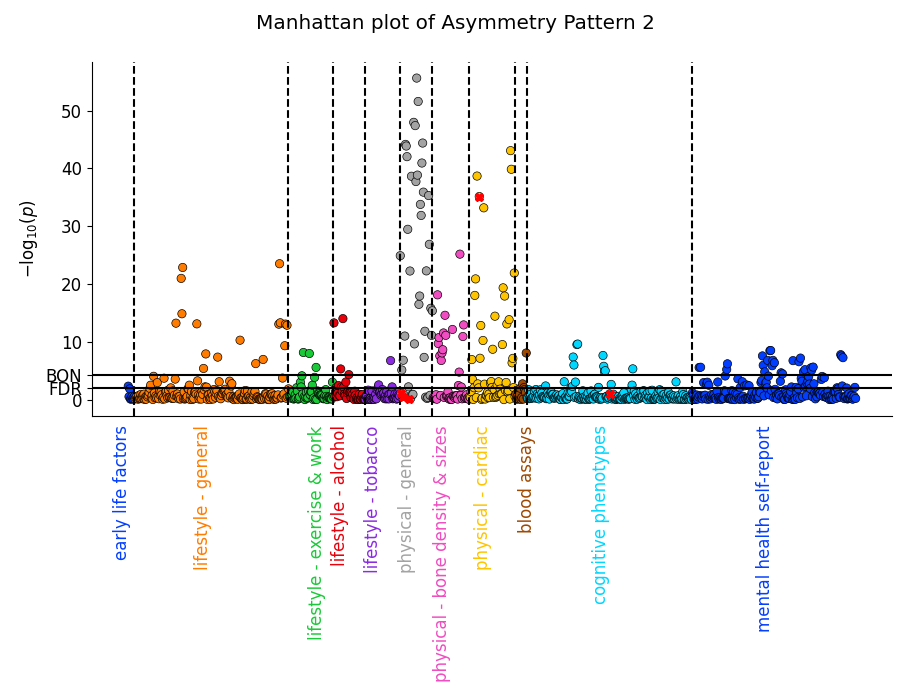 Manhattan plot of Asymmetry Pattern 2
−log₁₀(p)
50
40
30
20
10
BON
FDR
0
early life factors
lifestyle - general
lifestyle - exercise & work
lifestyle - alcohol
lifestyle - tobacco
physical - general
physical - bone density & sizes
physical - cardiac
blood assays
cognitive phenotypes
mental health self-report